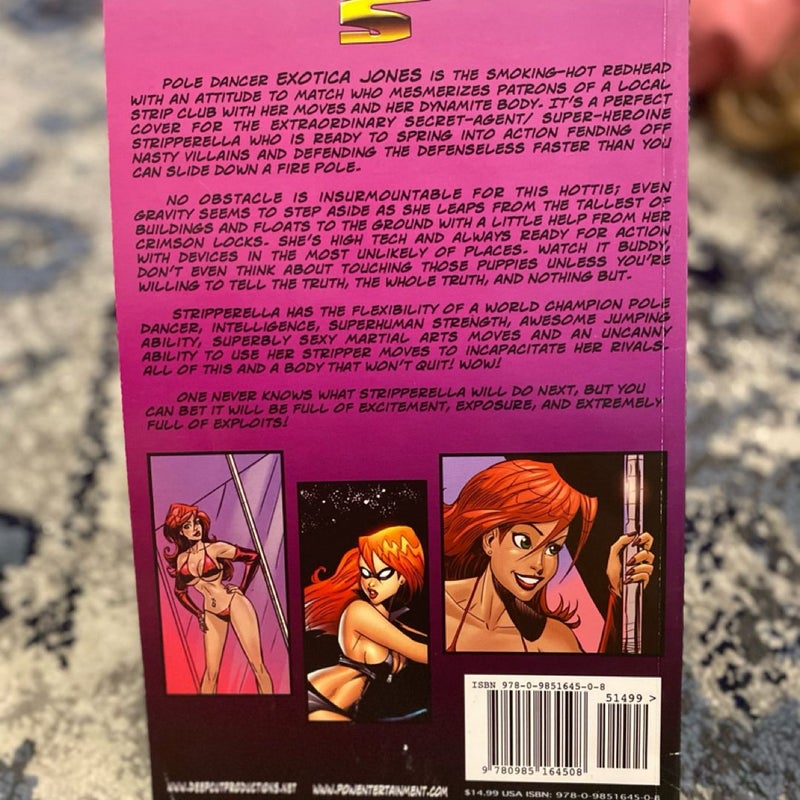 S
POLE DANCER EXOTICA JONES IS THE SMOKING-HOT REDHEAD
WITH AN ATTITUDE TO MATCH WHO MESMERIZES PATRONS OF A LOCAL
STRIP CLUB WITH HER MOVES AND HER DYNAMITE BODY. IT'S A PERFECT
COVER FOR THE EXTRAORDINARY SECRET-AGENT/ SUPER-HEROINE
STRIPPERELLA WHO IS READY TO SPRING INTO ACTION FENDING OFF
NASTY VILLAINS AND DEFENDING THE DEFENSELESS FASTER THAN YOU
CAN SLIDE DOWN A FIRE POLE.
NO OBSTACLE IS INSURMOUNTABLE FOR THIS HOTTIE; EVEN
GRAVITY SEEMS TO STEP ASIDE AS SHE LEAPS FROM THE TALLEST OF
BUILDINGS AND FLOATS TO THE GROUND WITH A LITTLE HELP FROM HER
CRIMSON LOCKS. SHE'S HIGH TECH AND ALWAYS READY FOR ACTION
WITH DEVICES IN THE MOST UNLIKELY OF PLACES. WATCH IT BUDDY,
DON'T EVEN THINK ABOUT TOUCHING THOSE PUPPIES UNLESS YOU'RE
WILLING TO TELL THE TRUTH, THE WHOLE TRUTH, AND NOTHING BUT.
STRIPPERELLA HAS THE FLEXIBILITY OF A WORLD CHAMPION POLE
DANCER, INTELLIGENCE, SUPERHUMAN STRENGTH, AWESOME JUMPING
ABILITY, SUPERBLY SEXY MARTIAL ARTS MOVES AND AN UNCANNY
ABILITY TO USE HER STRIPPER MOVES TO INCAPACITATE HER RIVALS.
ALL OF THIS AND A BODY THAT WON'T QUIT! WOW!
ONE NEVER KNOWS WHAT STRIPPERELLA WILL DO NEXT, BUT YOU
CAN BET IT WILL BE FULL OF EXCITEMENT, EXPOSURE, AND EXTREMELY
FULL OF EXPLOITS!
ISBN 978-0-9851645-0-8
51499 >
9 780985 164508
WWW.DEEPCUTPRODUCTIONS.NET WWW.POWENTERTAINMENT.COM
$14.99 USA ISBN: 978-0-9851645-0-8